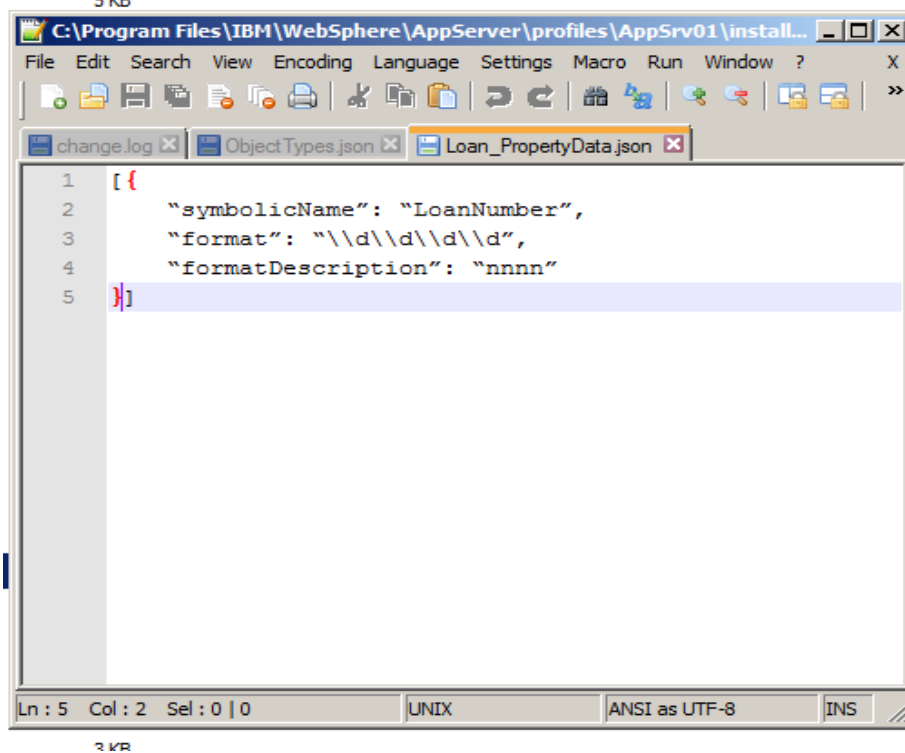 5 KB
C:\Program Files\IBM\WebSphere\AppServer\profiles\AppSrv01\install...
File Edit Search View Encoding Language Settings Macro Run Window ? X
change.log ObjectTypes.json Loan_PropertyData.json
1 [{
2 “symbolicName”: “LoanNumber”,
3 “format”: “\\d\\d\\d\\d”,
4 “formatDescription”: “nnnn”
5 }]
Ln : 5 Col : 2 Sel : 0 | 0 UNIX ANSI as UTF-8 INS
3 KB